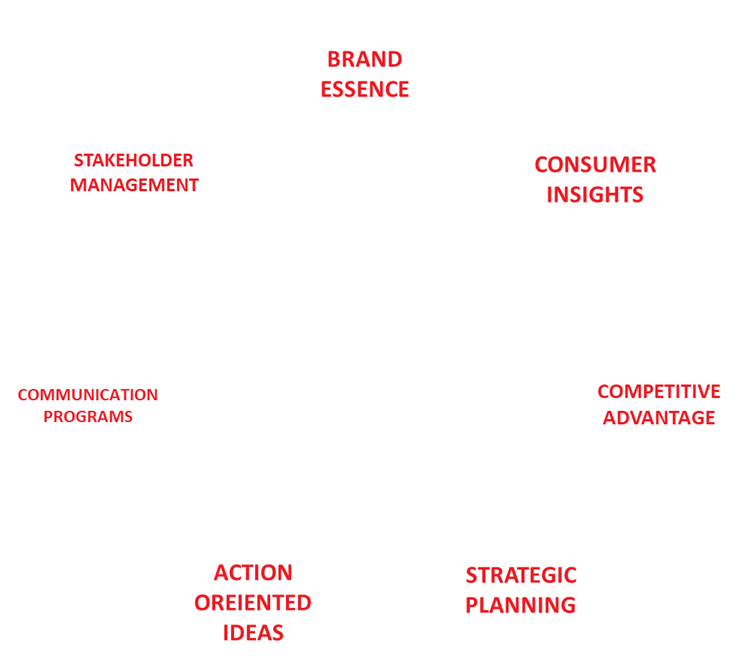 BRAND
ESSENCE
STAKEHOLDER
MANAGEMENT
CONSUMER
INSIGHTS
COMMUNICATION
PROGRAMS
COMPETITIVE
ADVANTAGE
ACTION
OREIENTED
IDEAS
STRATEGIC
PLANNING